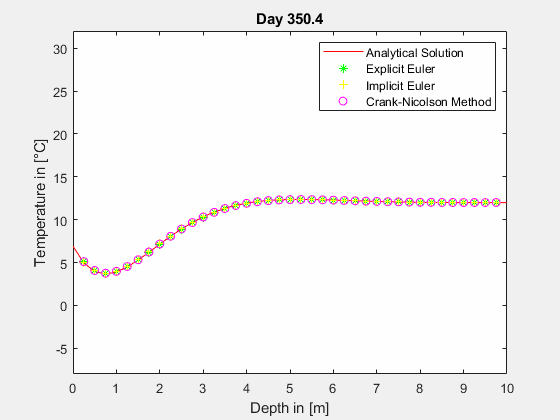 Day 350.4
Analytical Solution
Explicit Euler
Implicit Euler
Crank-Nicolson Method
Temperature in [°C]
30
25
20
15
10
5
0
-5
0 1 2 3 4 5 6 7 8 9 10
Depth in [m]